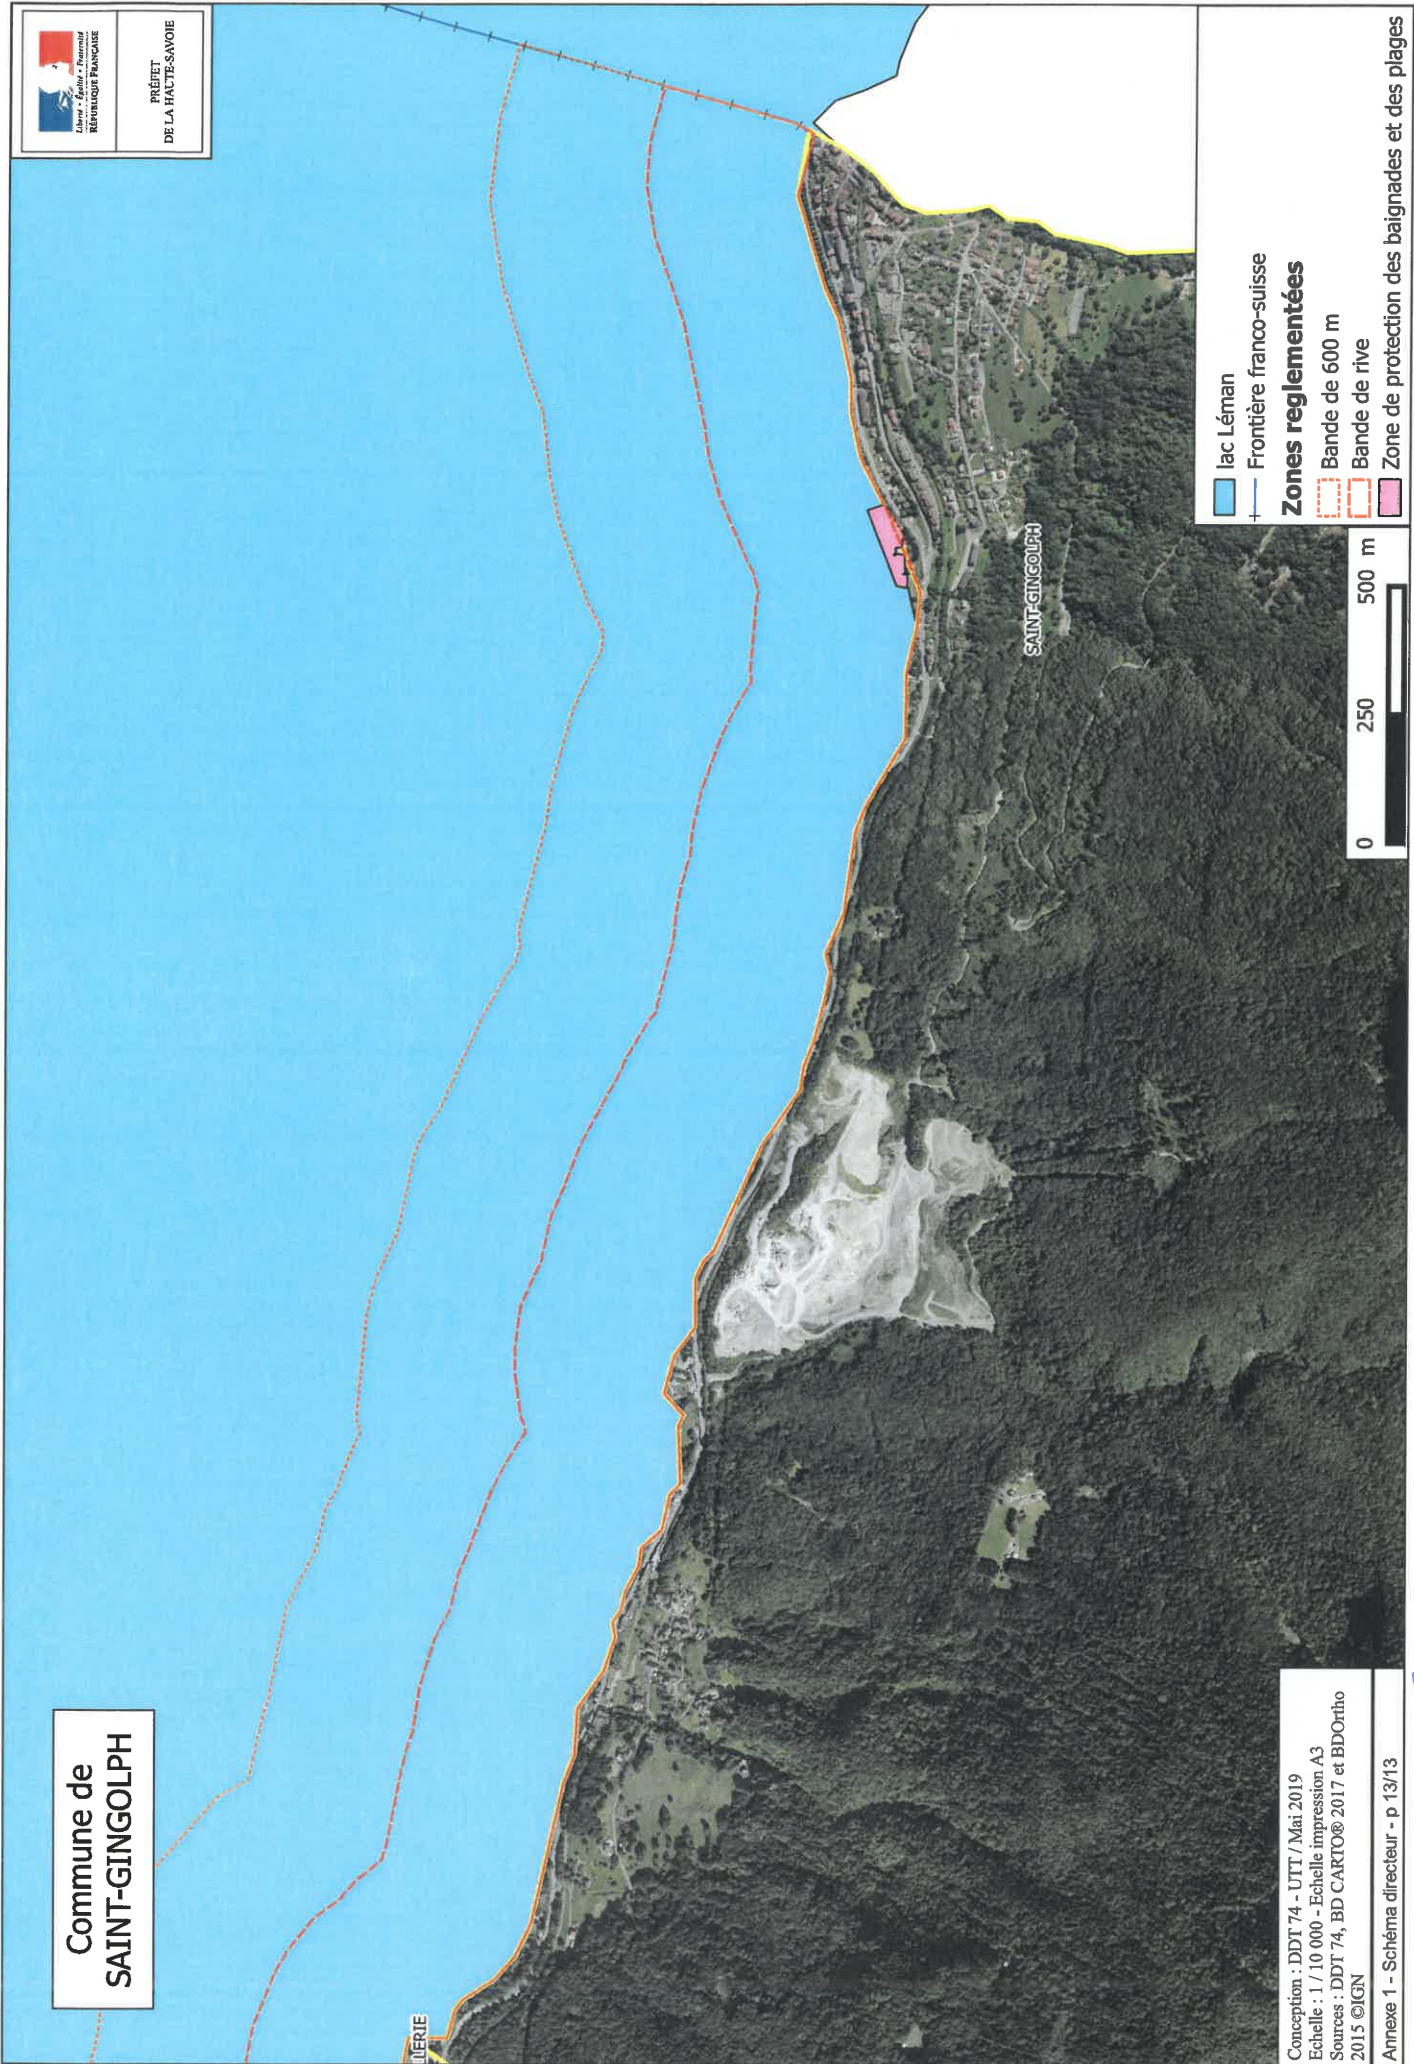 Commune de
SAINT-GINGOLPH
Liberté • Égalité • Fraternité
RÉPUBLIQUE FRANÇAISE
PRÉFET
DE LA HAUTE-SAVOIE
LLERIE
SAINT-GINGOLPH
lac Léman
Frontière franco-suisse
Zones reglementées
Bande de 600 m
Bande de rive
Zone de protection des baignades et des plages
0 250 500 m
Conception : DDT 74 - UTT / Mai 2019
Echelle : 1 / 10 000 - Echelle impression A3
Sources : DDT 74, BD CARTO® 2017 et BDOrtho
2015 ©IGN
Annexe 1 - Schéma directeur - p 13/13